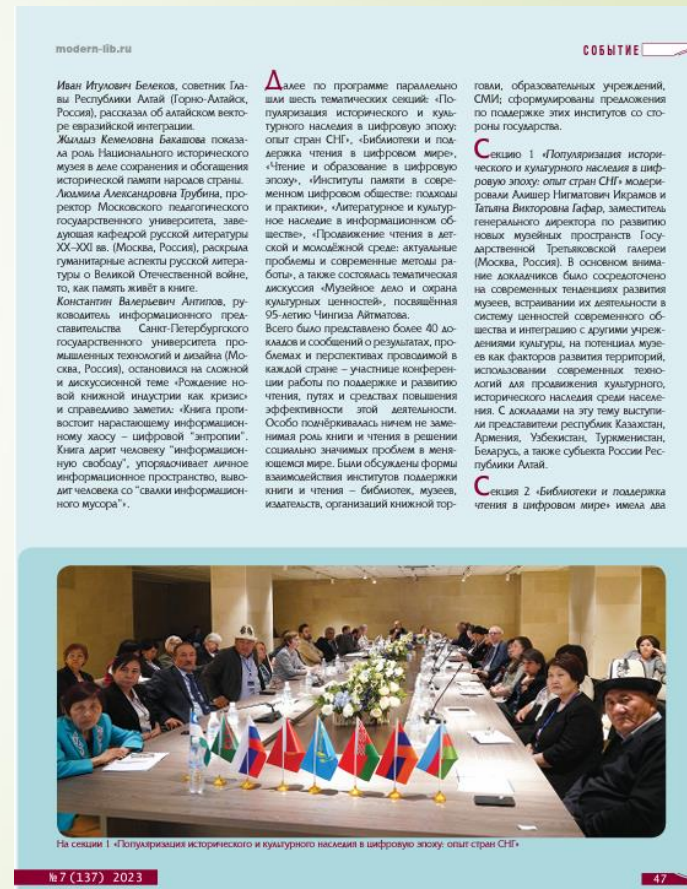 modern-lib.ru
СОБЫТИЕ
Иван Итулович Белеков, советник Гла-
вы Республики Алтай (Горно-Алтайск,
Россия), рассказал об алтайском векто-
ре евразийской интеграции.
Жылдыз Кемеловна Бакашова показа-
ла роль Национального исторического
музея в деле сохранения и обогащения
исторической памяти народов страны.
Людмила Александровна Трубина, про-
ректор Московского педагогического
государственного университета, заве-
дующая кафедрой русской литературы
XX–XXI вв. (Москва, Россия), раскрыла
гуманитарные аспекты русской литера-
туры о Великой Отечественной войне,
то, как память живёт в книге.
Константин Валерьевич Антипов, ру-
ководитель информационного пред-
ставительства Санкт-Петербургского
государственного университета про-
мышленных технологий и дизайна (Мо-
сква, Россия), остановился на сложной
и дискуссионной теме «Рождение но-
вой книжной индустрии как кризис»
и справедливо заметил: «Книга проти-
востоит нарастающему информацион-
ному хаосу – цифровой "энтропии".
Книга дарит человеку "информацион-
ную свободу", упорядочивает личное
информационное пространство, выво-
дит человека со "свалки информацион-
ного мусора"».
Далее по программе параллельно
шли шесть тематических секций: «По-
пуляризация исторического и куль-
турного наследия в цифровую эпоху:
опыт стран СНГ», «Библиотеки и под-
держка чтения в цифровом мире»,
«Чтение и образование в цифровую
эпоху», «Институты памяти в совре-
менном цифровом обществе: подходы
и практики», «Литературное и культур-
ное наследие в информационном об-
ществе», «Продвижение чтения в дет-
ской и молодёжной среде: актуальные
проблемы и современные методы ра-
боты», а также состоялась тематическая
дискуссия «Музейное дело и охрана
культурных ценностей», посвящённая
95-летию Чингиза Айтматова.
Всего было представлено более 40 до-
кладов и сообщений о результатах, про-
блемах и перспективах проводимой в
каждой стране – участнице конферен-
ции работы по поддержке и развитию
чтения, путях и средствах повышения
эффективности этой деятельности.
Особо подчёркивалась ничем не заме-
нимая роль книги и чтения в решении
социально значимых проблем в меня-
ющемся мире. Были обсуждены формы
взаимодействия институтов поддержки
книги и чтения – библиотек, музеев,
издательств, организаций книжной тор-
говли, образовательных учреждений,
СМИ; сформулированы предложения
по поддержке этих институтов со сто-
роны государства.
Секцию 1 «Популяризация истори-
ческого и культурного наследия в циф-
ровую эпоху: опыт стран СНГ» модери-
ровали Алишер Нигматович Икрамов и
Татьяна Викторовна Гафар, заместитель
генерального директора по развитию
новых музейных пространств Госу-
дарственной Третьяковской галереи
(Москва, Россия). В основном внима-
ние докладчиков было сосредоточено
на современных тенденциях развития
музеев, встраивании их деятельности в
систему ценностей современного об-
щества и интеграцию с другими учреж-
дениями культуры, на потенциал музе-
ев как факторов развития территорий,
использовании современных техно-
логий для продвижения культурного,
исторического наследия среди населе-
ния. С докладами на эту тему выступи-
ли представители республик Казахстан,
Армения, Узбекистан, Туркменистан,
Беларусь, а также субъекта России Рес-
публики Алтай.
Секция 2 «Библиотеки и поддержка
чтения в цифровом мире» имела два
На секции 1 «Популяризация исторического и культурного наследия в цифровую эпоху: опыт стран СНГ»
№ 7 (137) 2023
47